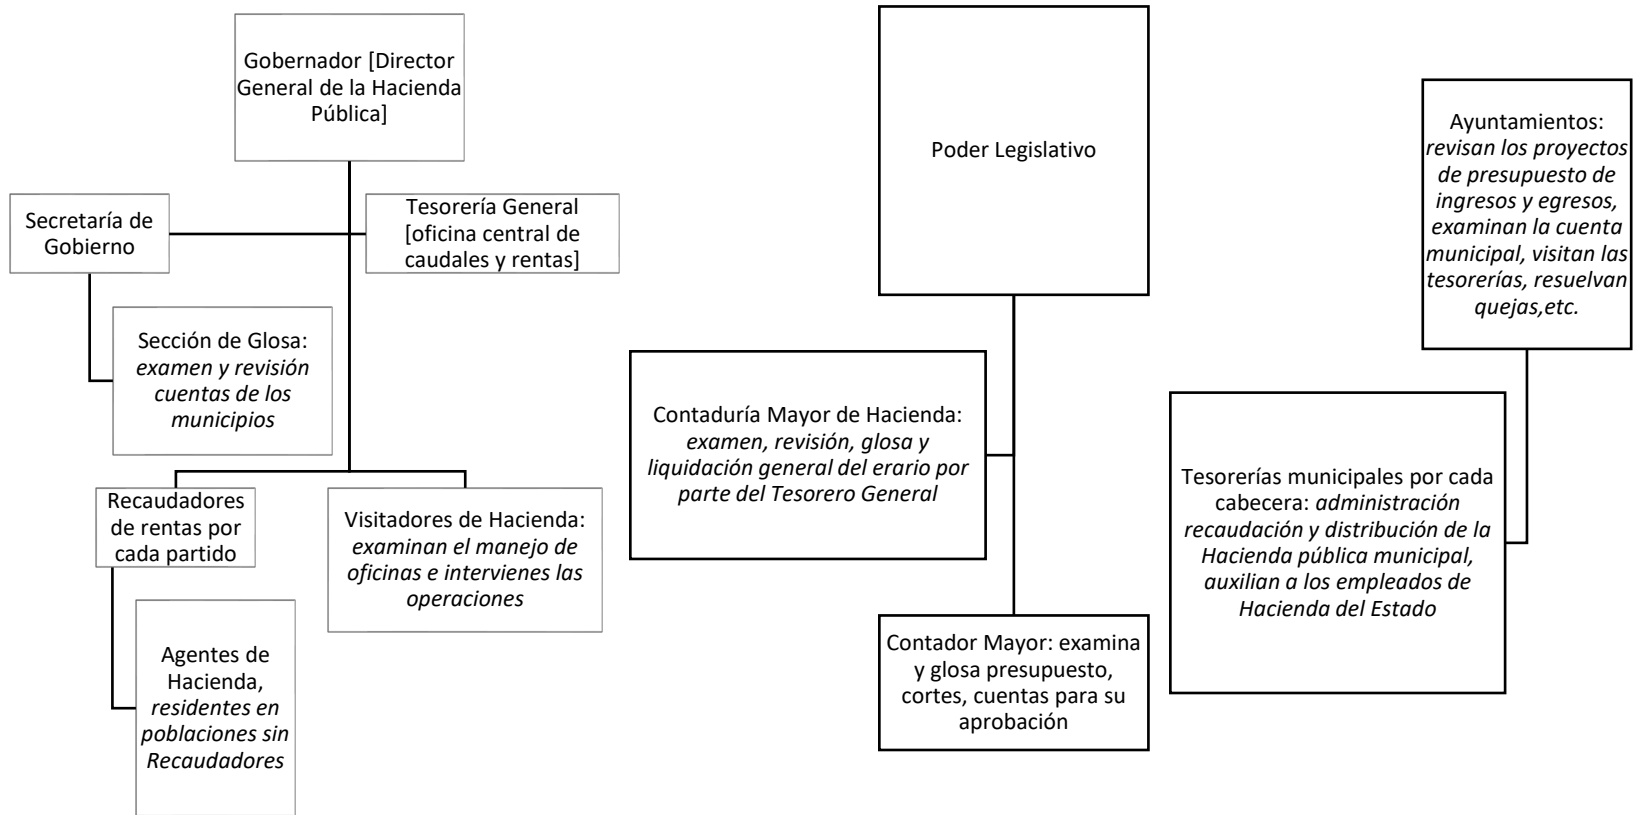 Gobernador [Director
General de la Hacienda
Pública]
Secretaría de
Gobierno
Tesorería General
[oficina central de
caudales y rentas]
Sección de Glosa:
examen y revisión
cuentas de los
municipios
Recaudadores
de rentas por
cada partido
Visitadores de Hacienda:
examinan el manejo de
oficinas e intervienes las
operaciones
Agentes de
Hacienda,
residentes en
poblaciones sin
Recaudadores
Poder Legislativo
Contaduría Mayor de Hacienda:
examen, revisión, glosa y
liquidación general del erario por
parte del Tesorero General
Contador Mayor: examina
y glosa presupuesto,
cortes, cuentas para su
aprobación
Ayuntamientos:
revisan los proyectos
de presupuesto de
ingresos y egresos,
examinan la cuenta
municipal, visitan las
tesorerías, resuelvan
quejas,etc.
Tesorerías municipales por cada
cabecera: administración
recaudación y distribución de la
Hacienda pública municipal,
auxilian a los empleados de
Hacienda del Estado